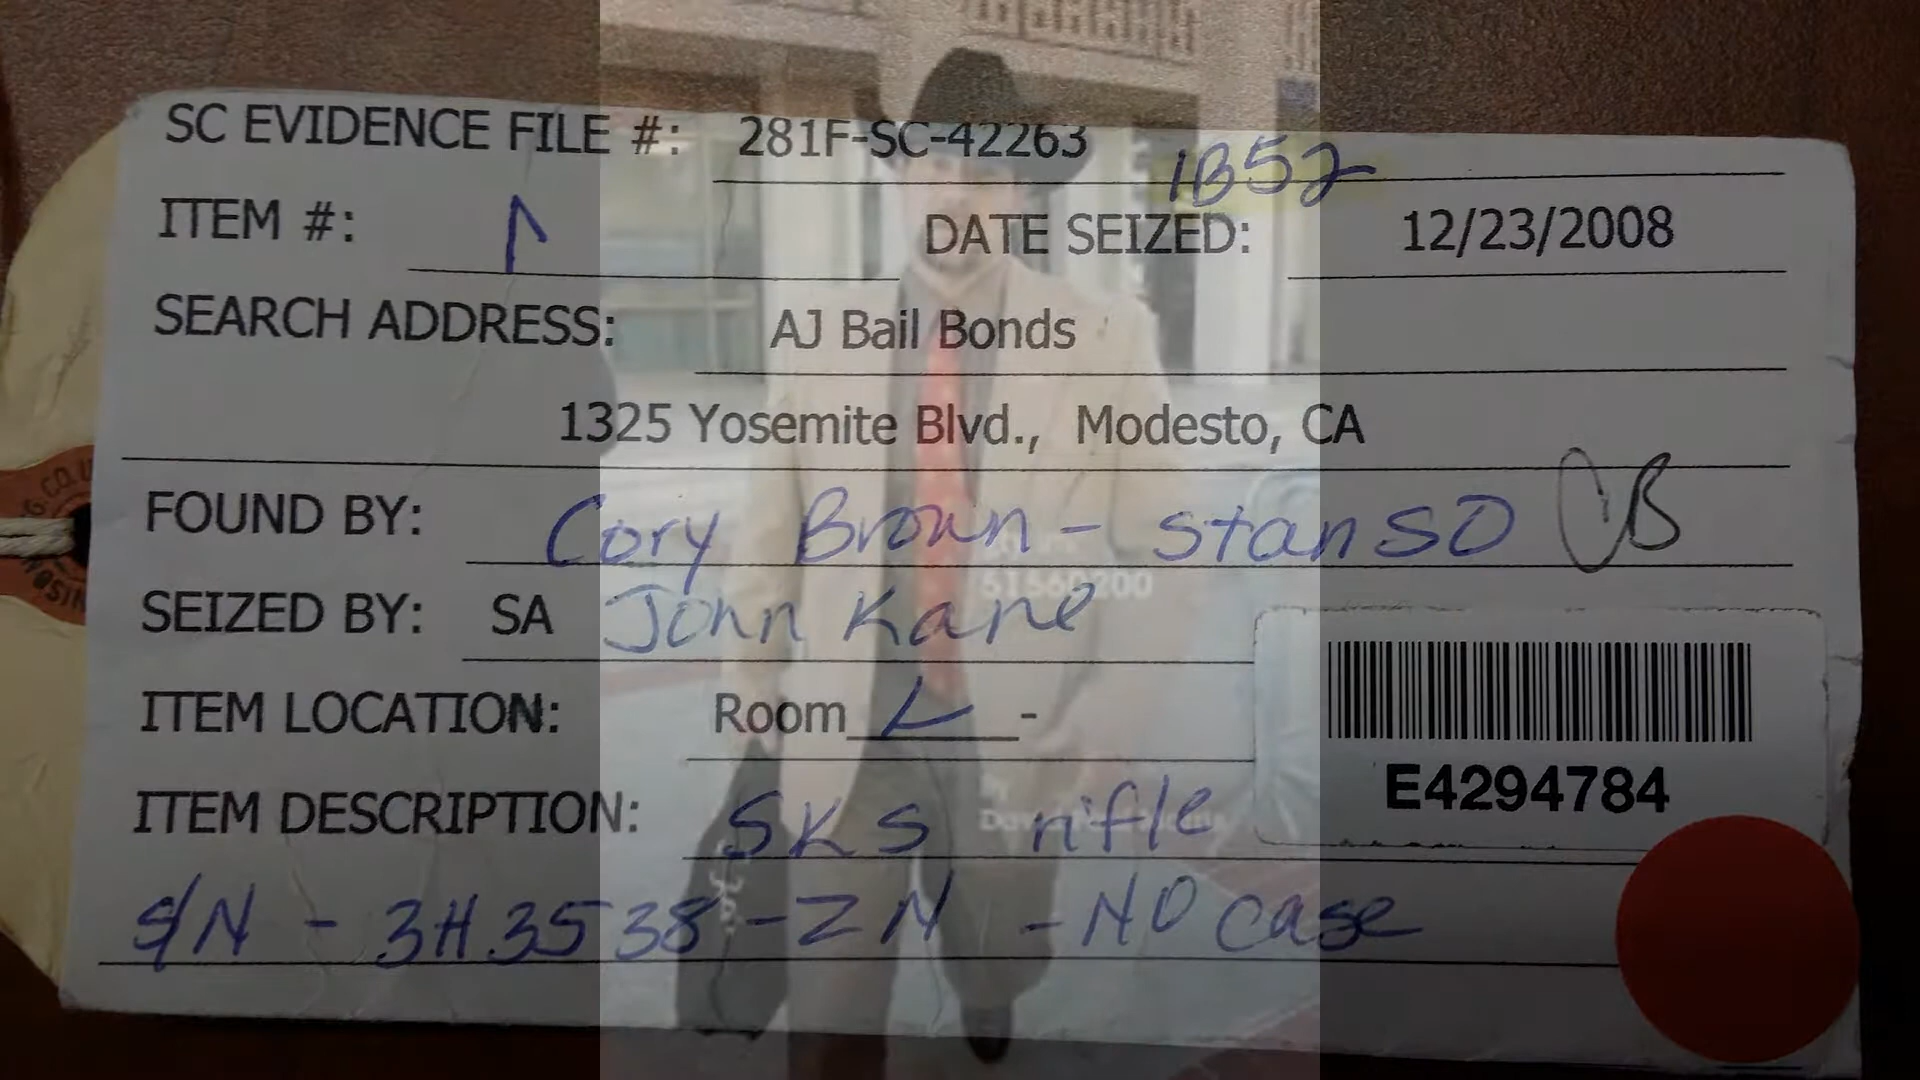 SC EVIDENCE FILE #: 281F-SC-42263
1B52
ITEM #: 1 DATE SEIZED: 12/23/2008
SEARCH ADDRESS: AJ Bail Bonds
1325 Yosemite Blvd., Modesto, CA
FOUND BY: Cory Brown - stanSO CB
51560200
SEIZED BY: SA John Kane
ITEM LOCATION: Room L -
E4294784
ITEM DESCRIPTION: SKS rifle
S/N - 3H3538-ZN - NO case